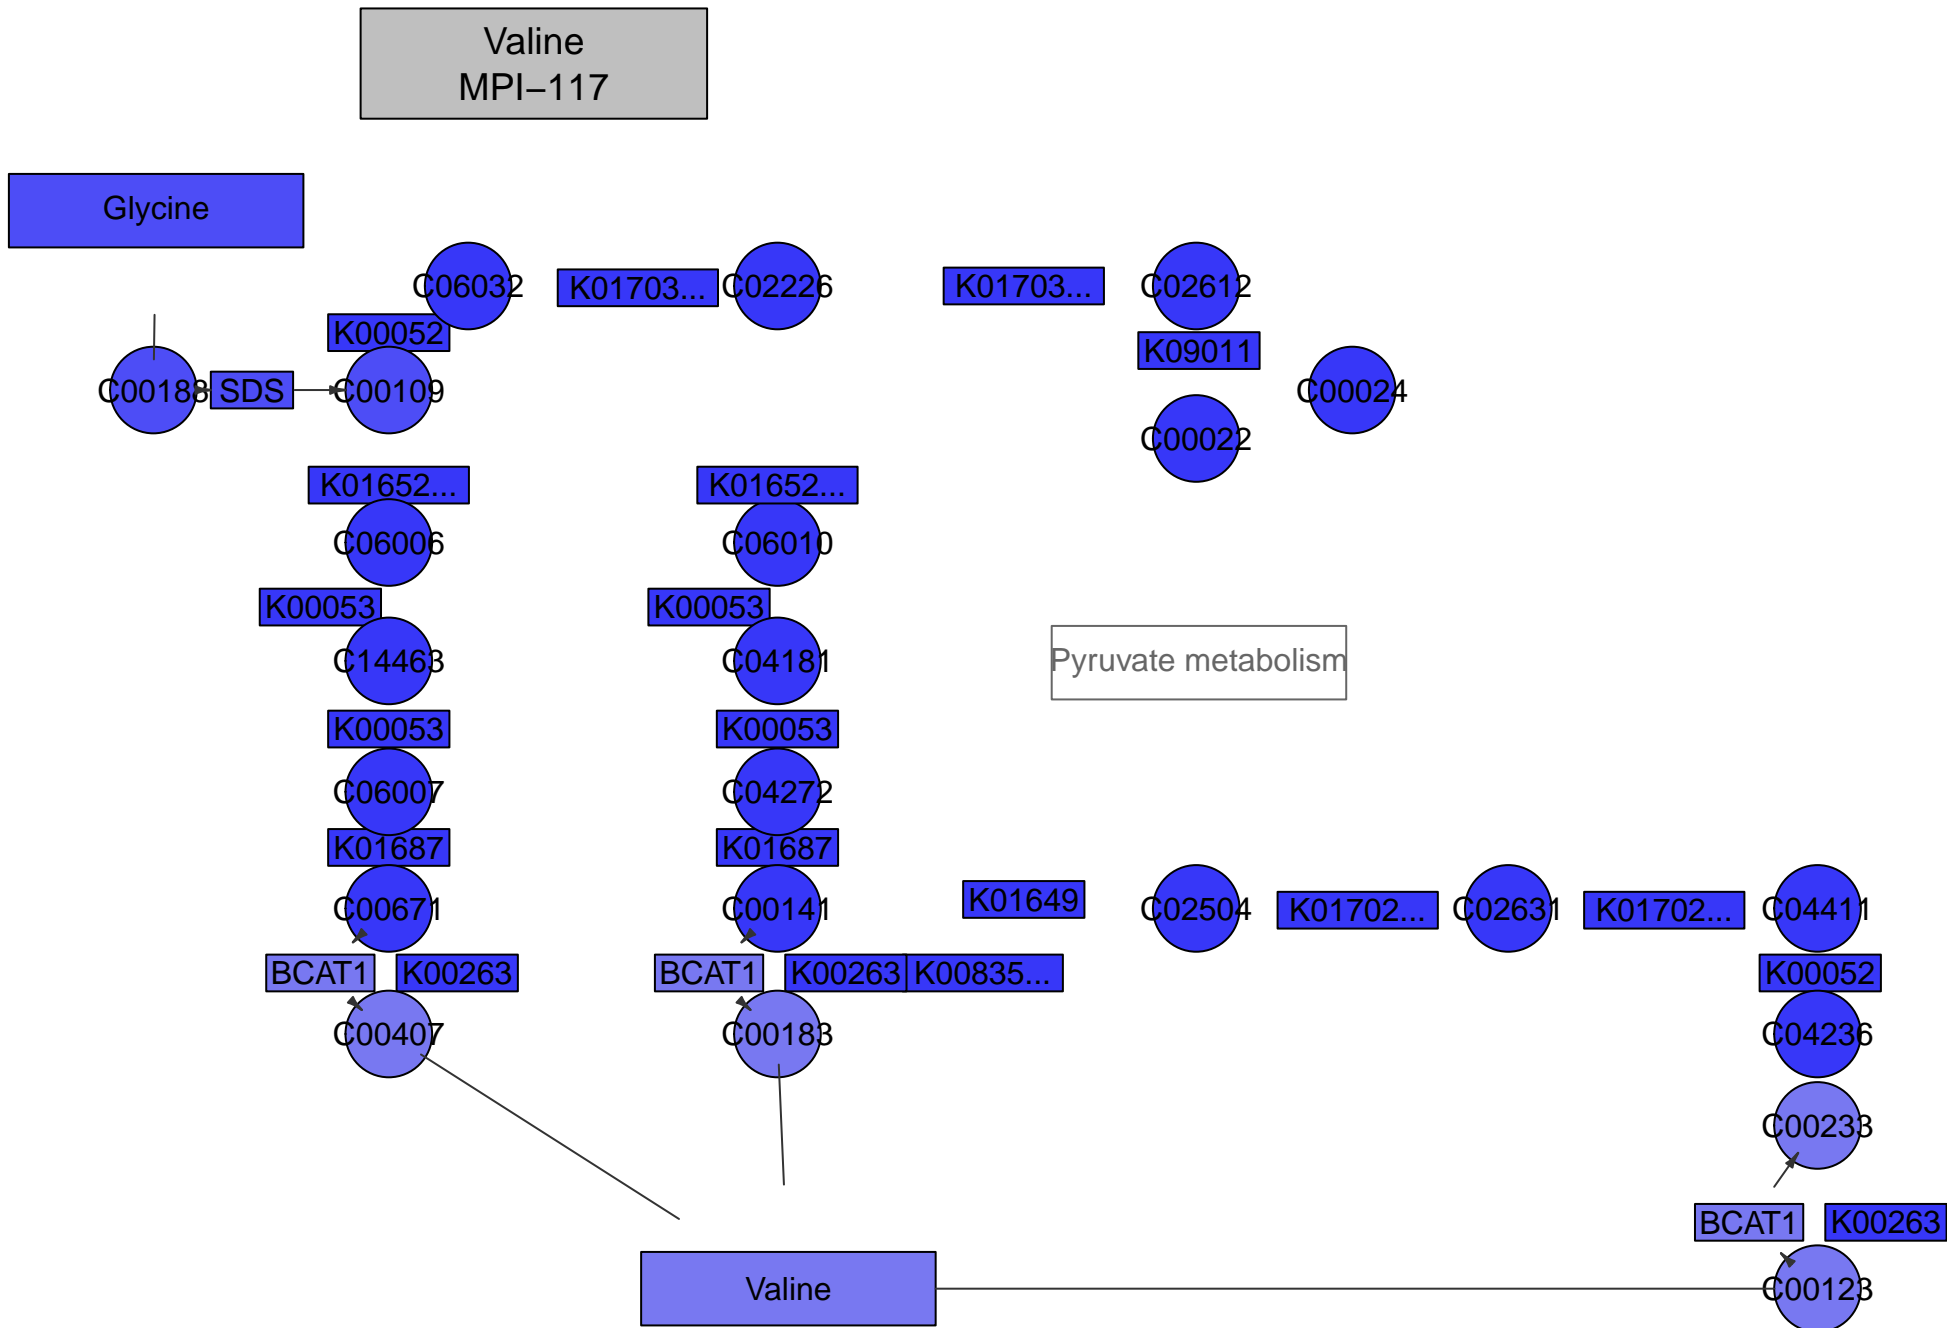 Valine
MPI−117
Glycine
C06032
K01703...
C02226
K01703...
C02612
K00052
K09011
C00188
SDS
C00109
C00024
C00022
K01652...
K01652...
C06006
C06010
K00053
K00053
C14463
C04181
Pyruvate metabolism
K00053
K00053
C06007
C04272
K01687
K01687
C00671
C00141
K01649
C02504
K01702...
C02631
K01702...
C04411
BCAT1
K00263
BCAT1
K00263
K00835...
K00052
C00407
C00183
C04236
C00233
BCAT1
K00263
Valine
C00123